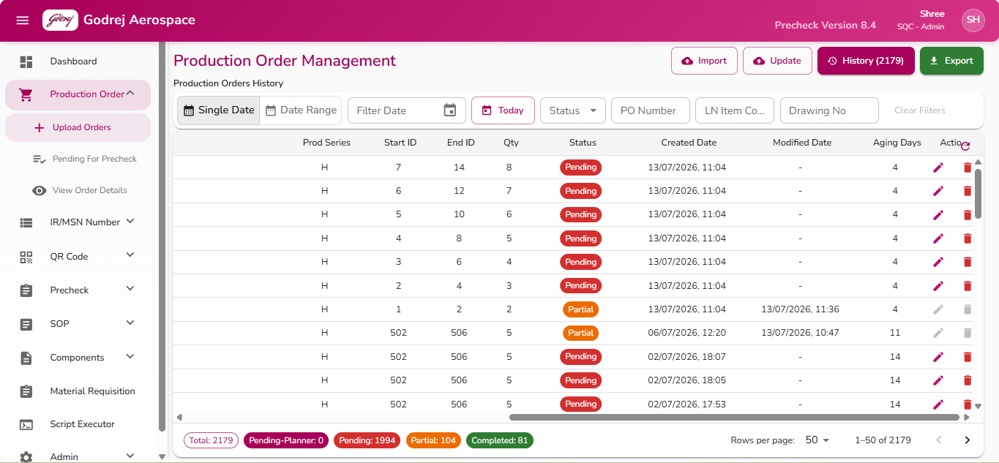 Godrej Godrej Aerospace
Precheck Version 8.4
Shree
SQC - Admin
SH
Dashboard
Production Order
Upload Orders
Pending For Precheck
View Order Details
IR/MSN Number
QR Code
Precheck
SOP
Components
Material Requisition
Script Executor
Admin
Production Order Management
Import
Update
History (2179)
Export
Production Orders History
Single Date Date Range Filter Date Today Status PO Number LN Item Co... Drawing No Clear Filters
Prod Series Start ID End ID Qty Status Created Date Modified Date Aging Days Actio
H 7 14 8 Pending 13/07/2026, 11:04 - 4
H 6 12 7 Pending 13/07/2026, 11:04 - 4
H 5 10 6 Pending 13/07/2026, 11:04 - 4
H 4 8 5 Pending 13/07/2026, 11:04 - 4
H 3 6 4 Pending 13/07/2026, 11:04 - 4
H 2 4 3 Pending 13/07/2026, 11:04 - 4
H 1 2 2 Partial 13/07/2026, 11:04 13/07/2026, 11:36 4
H 502 506 5 Partial 06/07/2026, 12:20 13/07/2026, 10:47 11
H 502 506 5 Pending 02/07/2026, 18:07 - 14
H 502 506 5 Pending 02/07/2026, 18:05 - 14
H 502 506 5 Pending 02/07/2026, 17:53 - 14
Total: 2179 Pending-Planner: 0 Pending: 1994 Partial: 104 Completed: 81
Rows per page: 50 1–50 of 2179